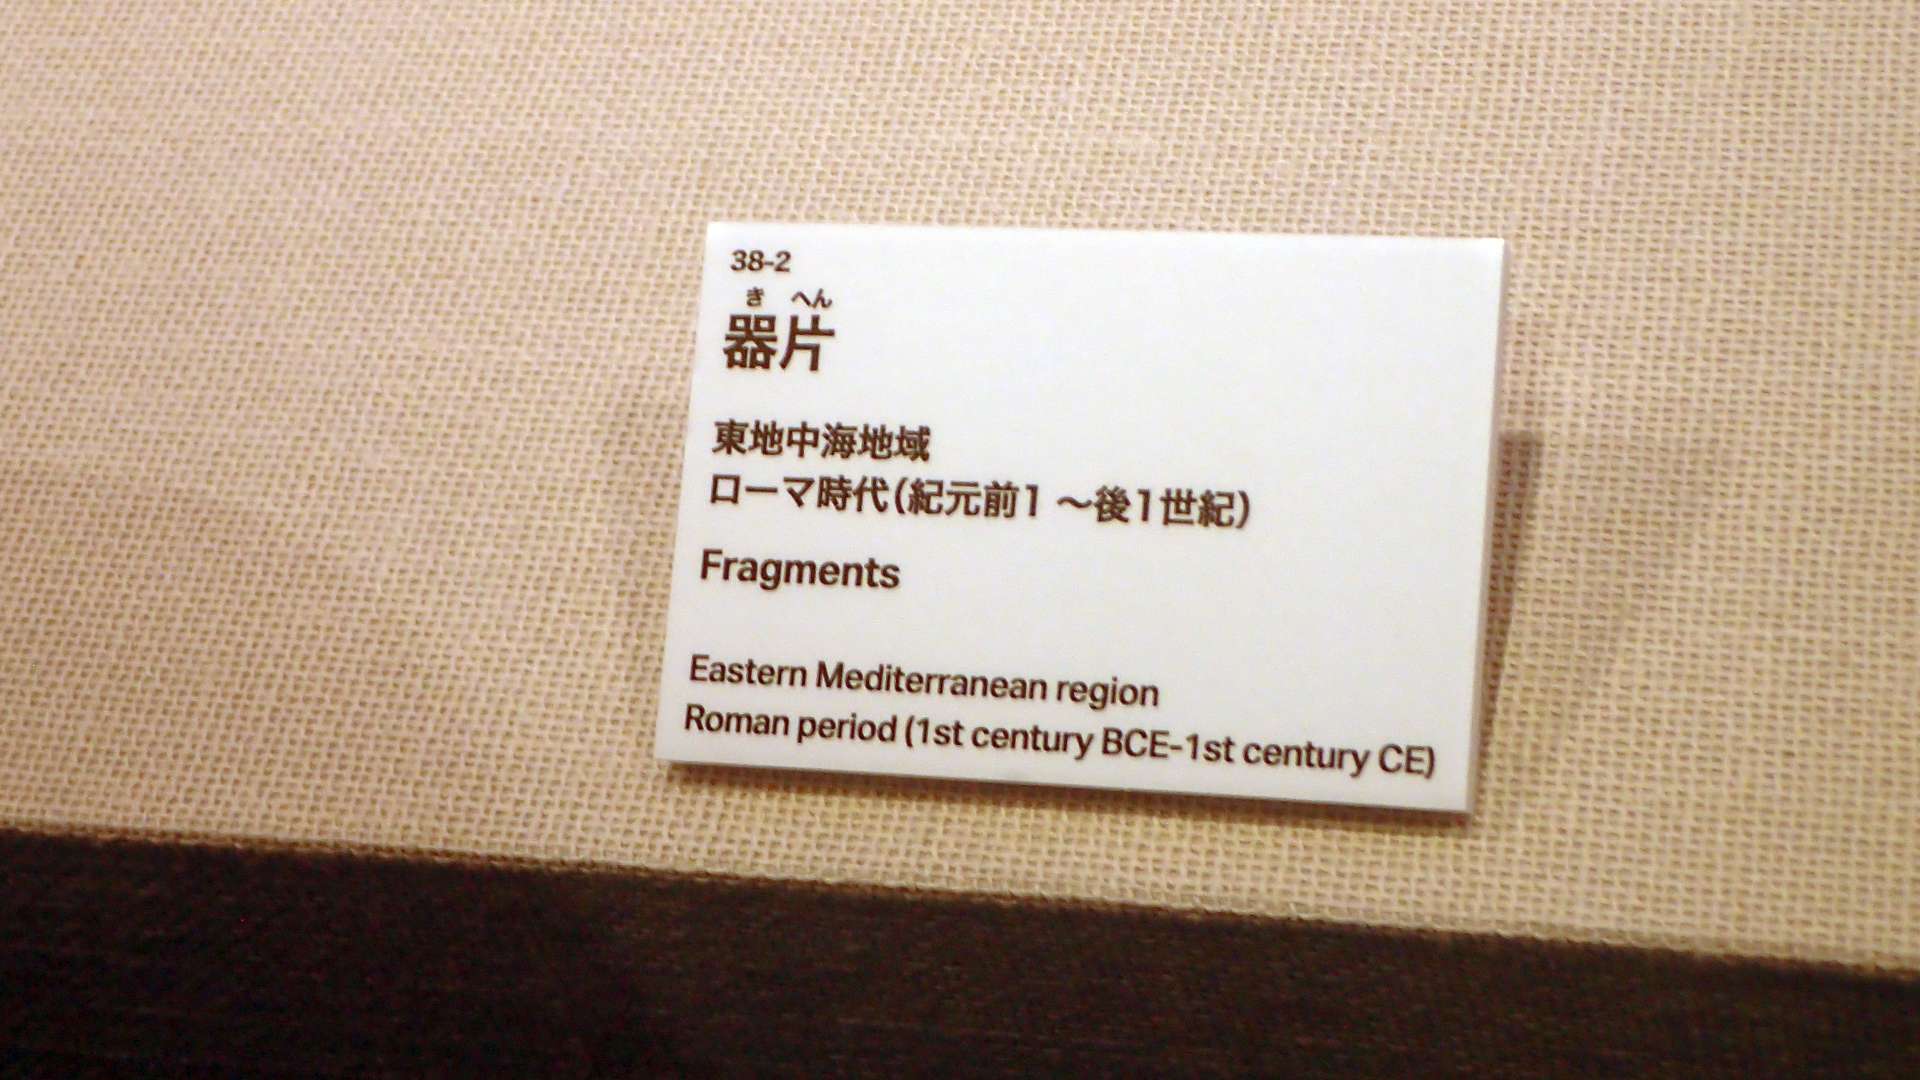 38-2
き へん
器片
東地中海地域
ローマ時代(紀元前1 ～後1世紀)
Fragments
Eastern Mediterranean region
Roman period (1st century BCE-1st century CE)